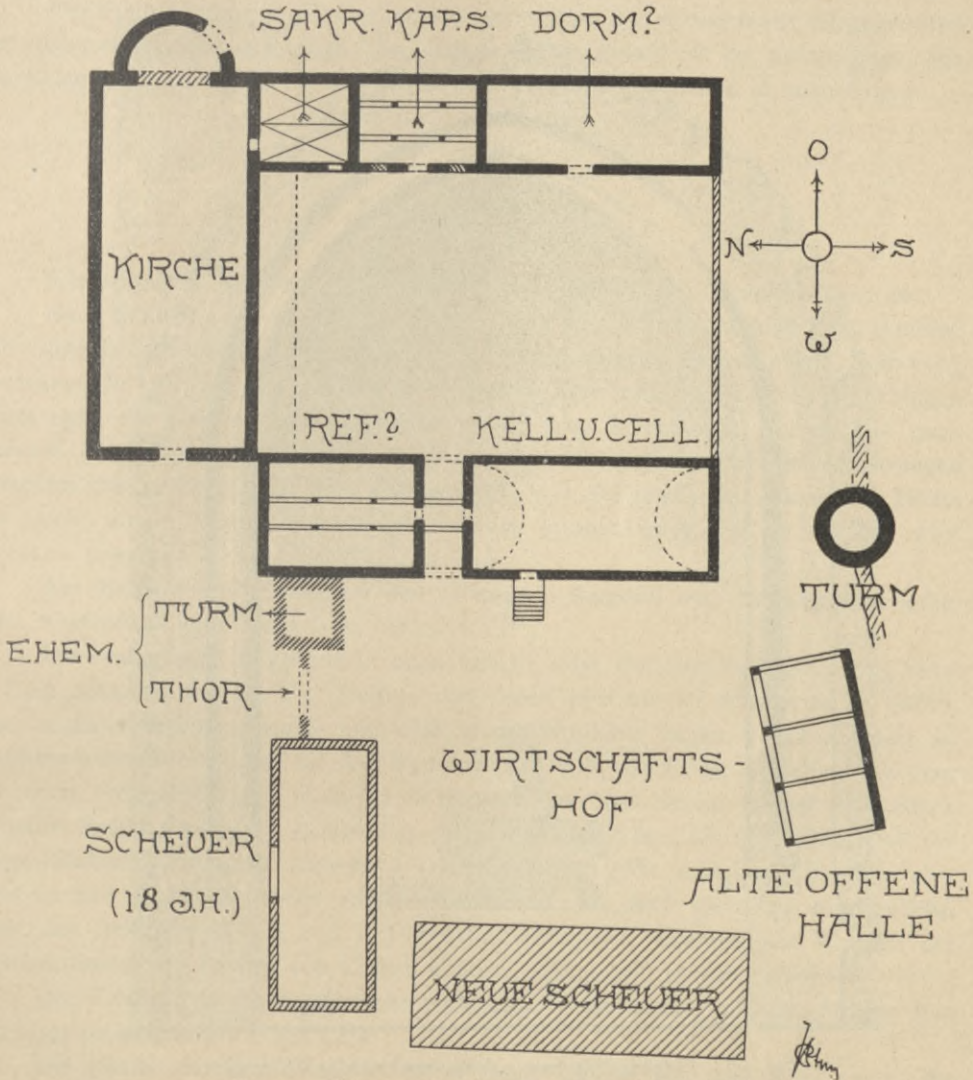 SAKR. KAP.S. DORM?
O
N S
W
KIRCHE
REF.? KELL.U.CELL.
TURM
EHEM. TURM
THOR
WIRTSCHAFTS-
HOF
SCHEUER
(18 J.H.)
ALTE OFFENE
HALLE
NEUE SCHEUER